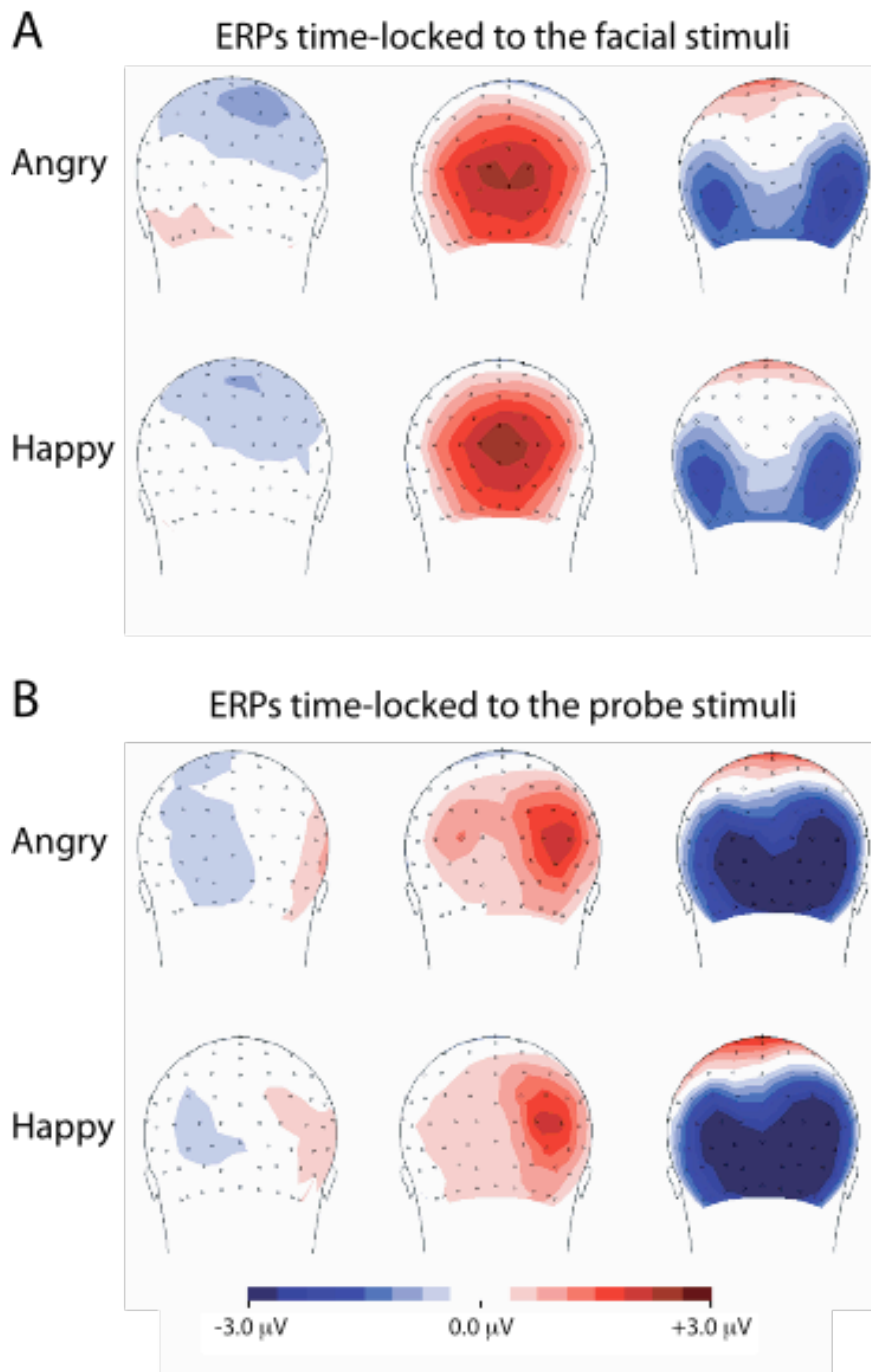 A
ERPs time-locked to the facial stimuli
Angry
Happy
B
ERPs time-locked to the probe stimuli
Angry
Happy
-3.0 µV 0.0 µV +3.0 µV